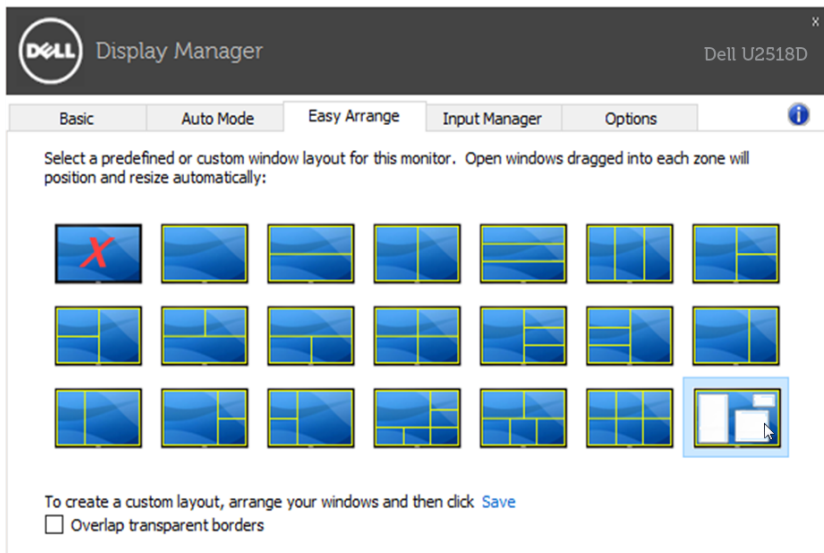 x
DELL Display Manager
Dell U2518D
Basic Auto Mode Easy Arrange Input Manager Options i
Select a predefined or custom window layout for this monitor. Open windows dragged into each zone will
position and resize automatically:
X
To create a custom layout, arrange your windows and then click Save
Overlap transparent borders